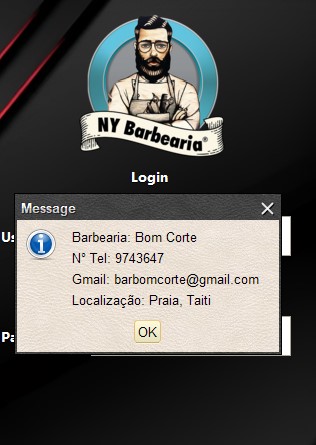 NY Barbearia®
Login
Message
Us
Barbearia: Bom Corte
N° Tel: 9743647
Gmail: barbomcorte@gmail.com
Localização: Praia, Taiti
OK
Pa